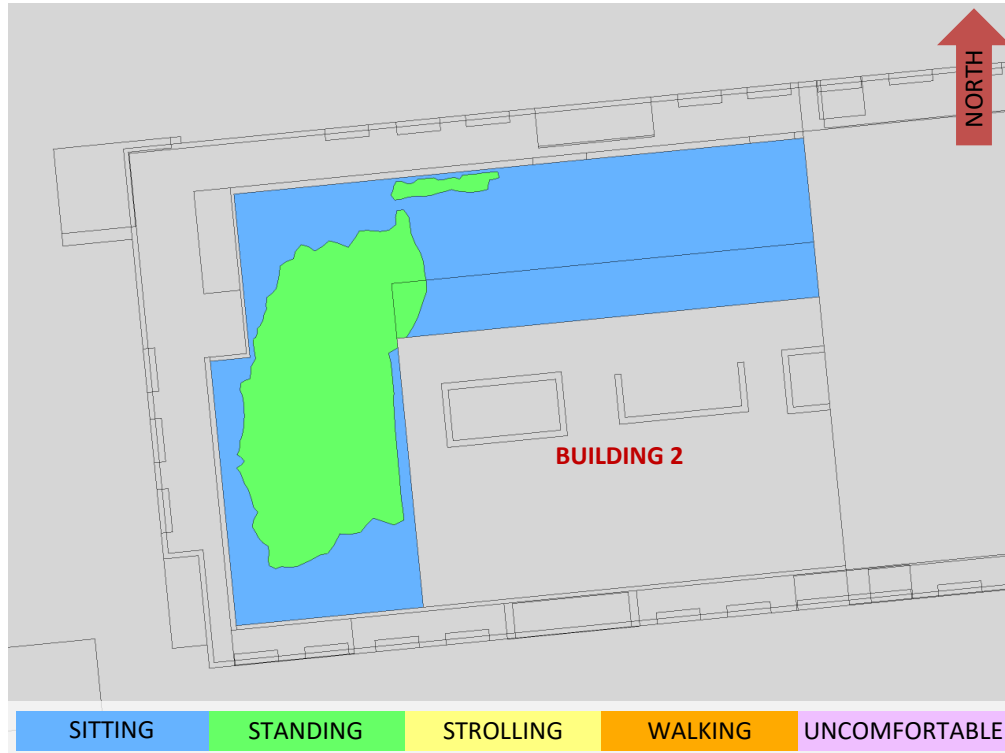 NORTH
BUILDING 2
SITTING
STANDING
STROLLING
WALKING
UNCOMFORTABLE